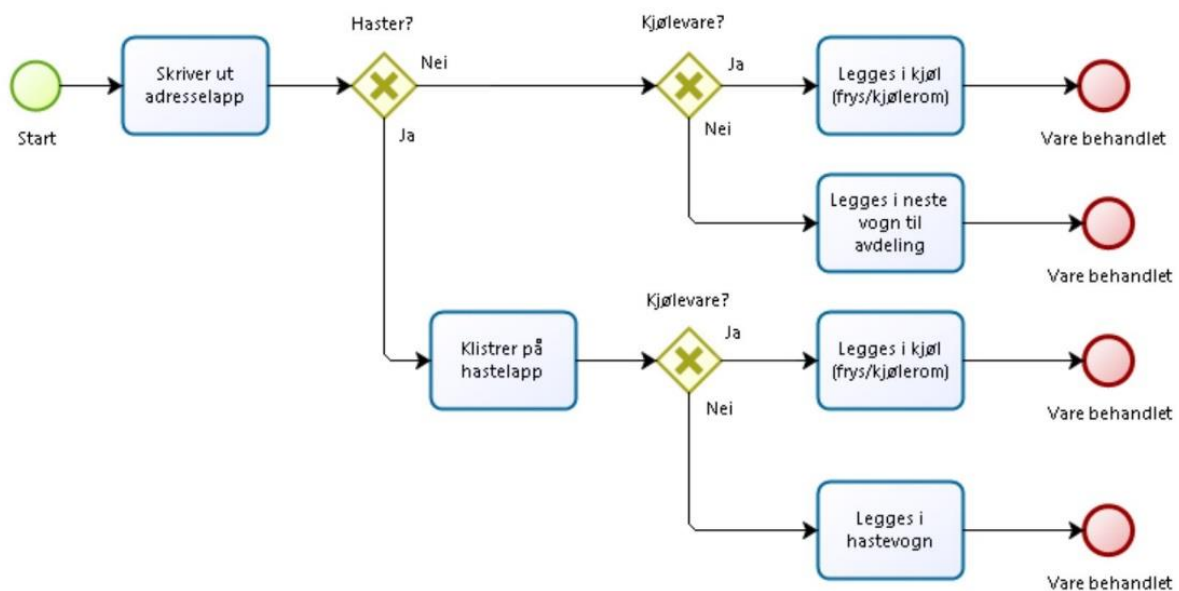 Haster?
Kjølevare?
Nei
Ja
Skriver ut
adresselapp
Legges i kjøl
(frys/kjølerom)
Start
Ja
Nei
Vare behandlet
Legges i neste
vogn til
avdeling
Vare behandlet
Kjølevare?
Ja
Klistrer på
hastelapp
Legges i kjøl
(frys/kjølerom)
Nei
Vare behandlet
Legges i
hastevogn
Vare behandlet